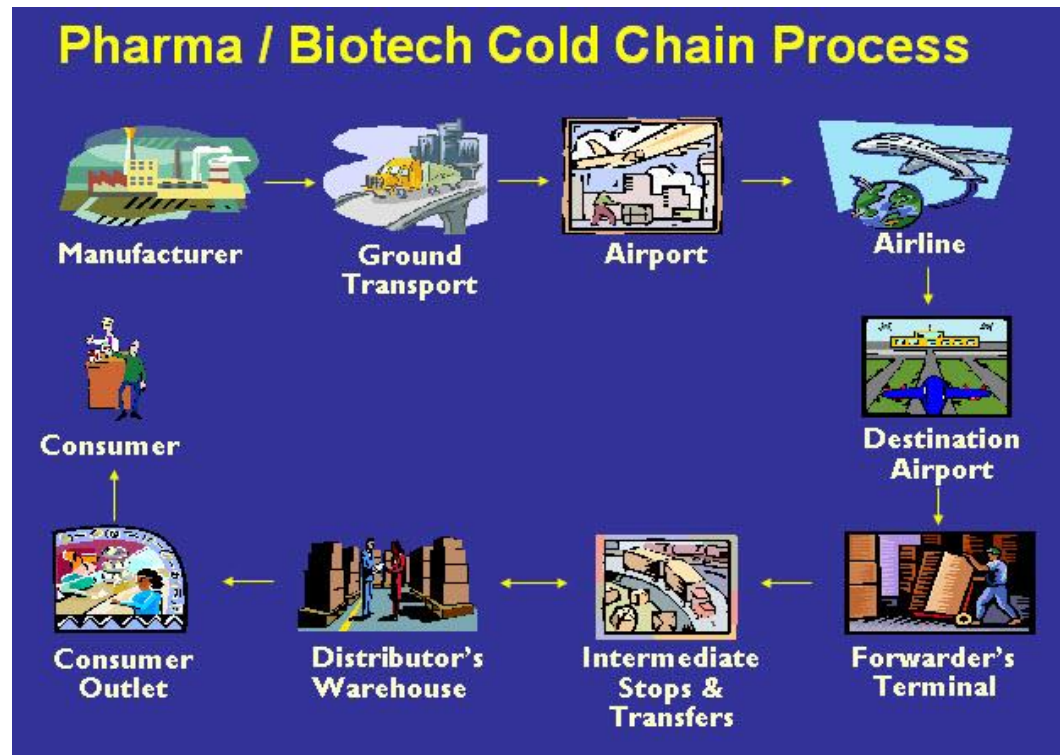 Pharma / Biotech Cold Chain Process
Manufacturer
Ground
Transport
Airport
Airline
Destination
Airport
Forwarder's
Terminal
Intermediate
Stops &
Transfers
Distributor's
Warehouse
Consumer
Outlet
Consumer